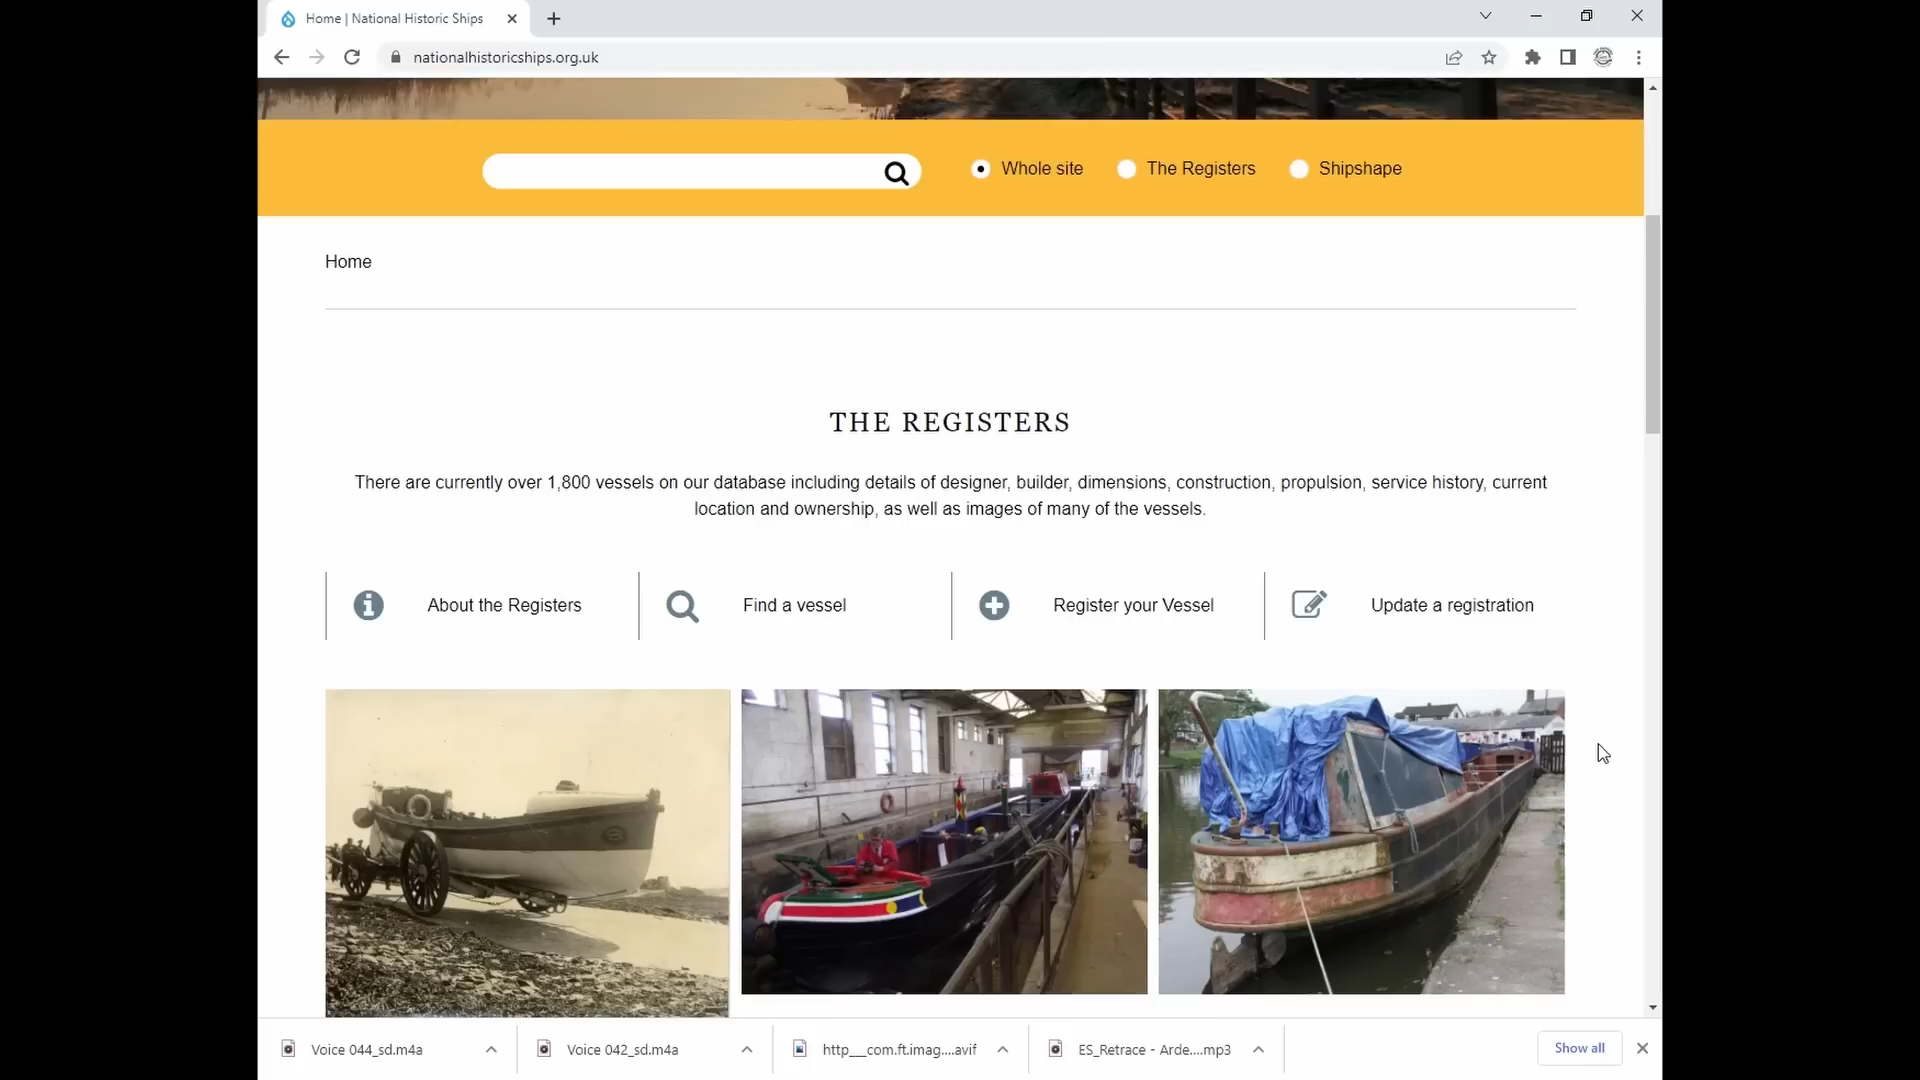 Home | National Historic Ships
nationalhistoricships.org.uk
Whole site
The Registers
Shipshape
Home
THE REGISTERS
There are currently over 1,800 vessels on our database including details of designer, builder, dimensions, construction, propulsion, service history, current
location and ownership, as well as images of many of the vessels.
About the Registers
Find a vessel
Register your Vessel
Update a registration
Voice 044_sd.m4a
Voice 042_sd.m4a
http___com.ft.imag....avif
ES_Retrace - Arde....mp3
Show all